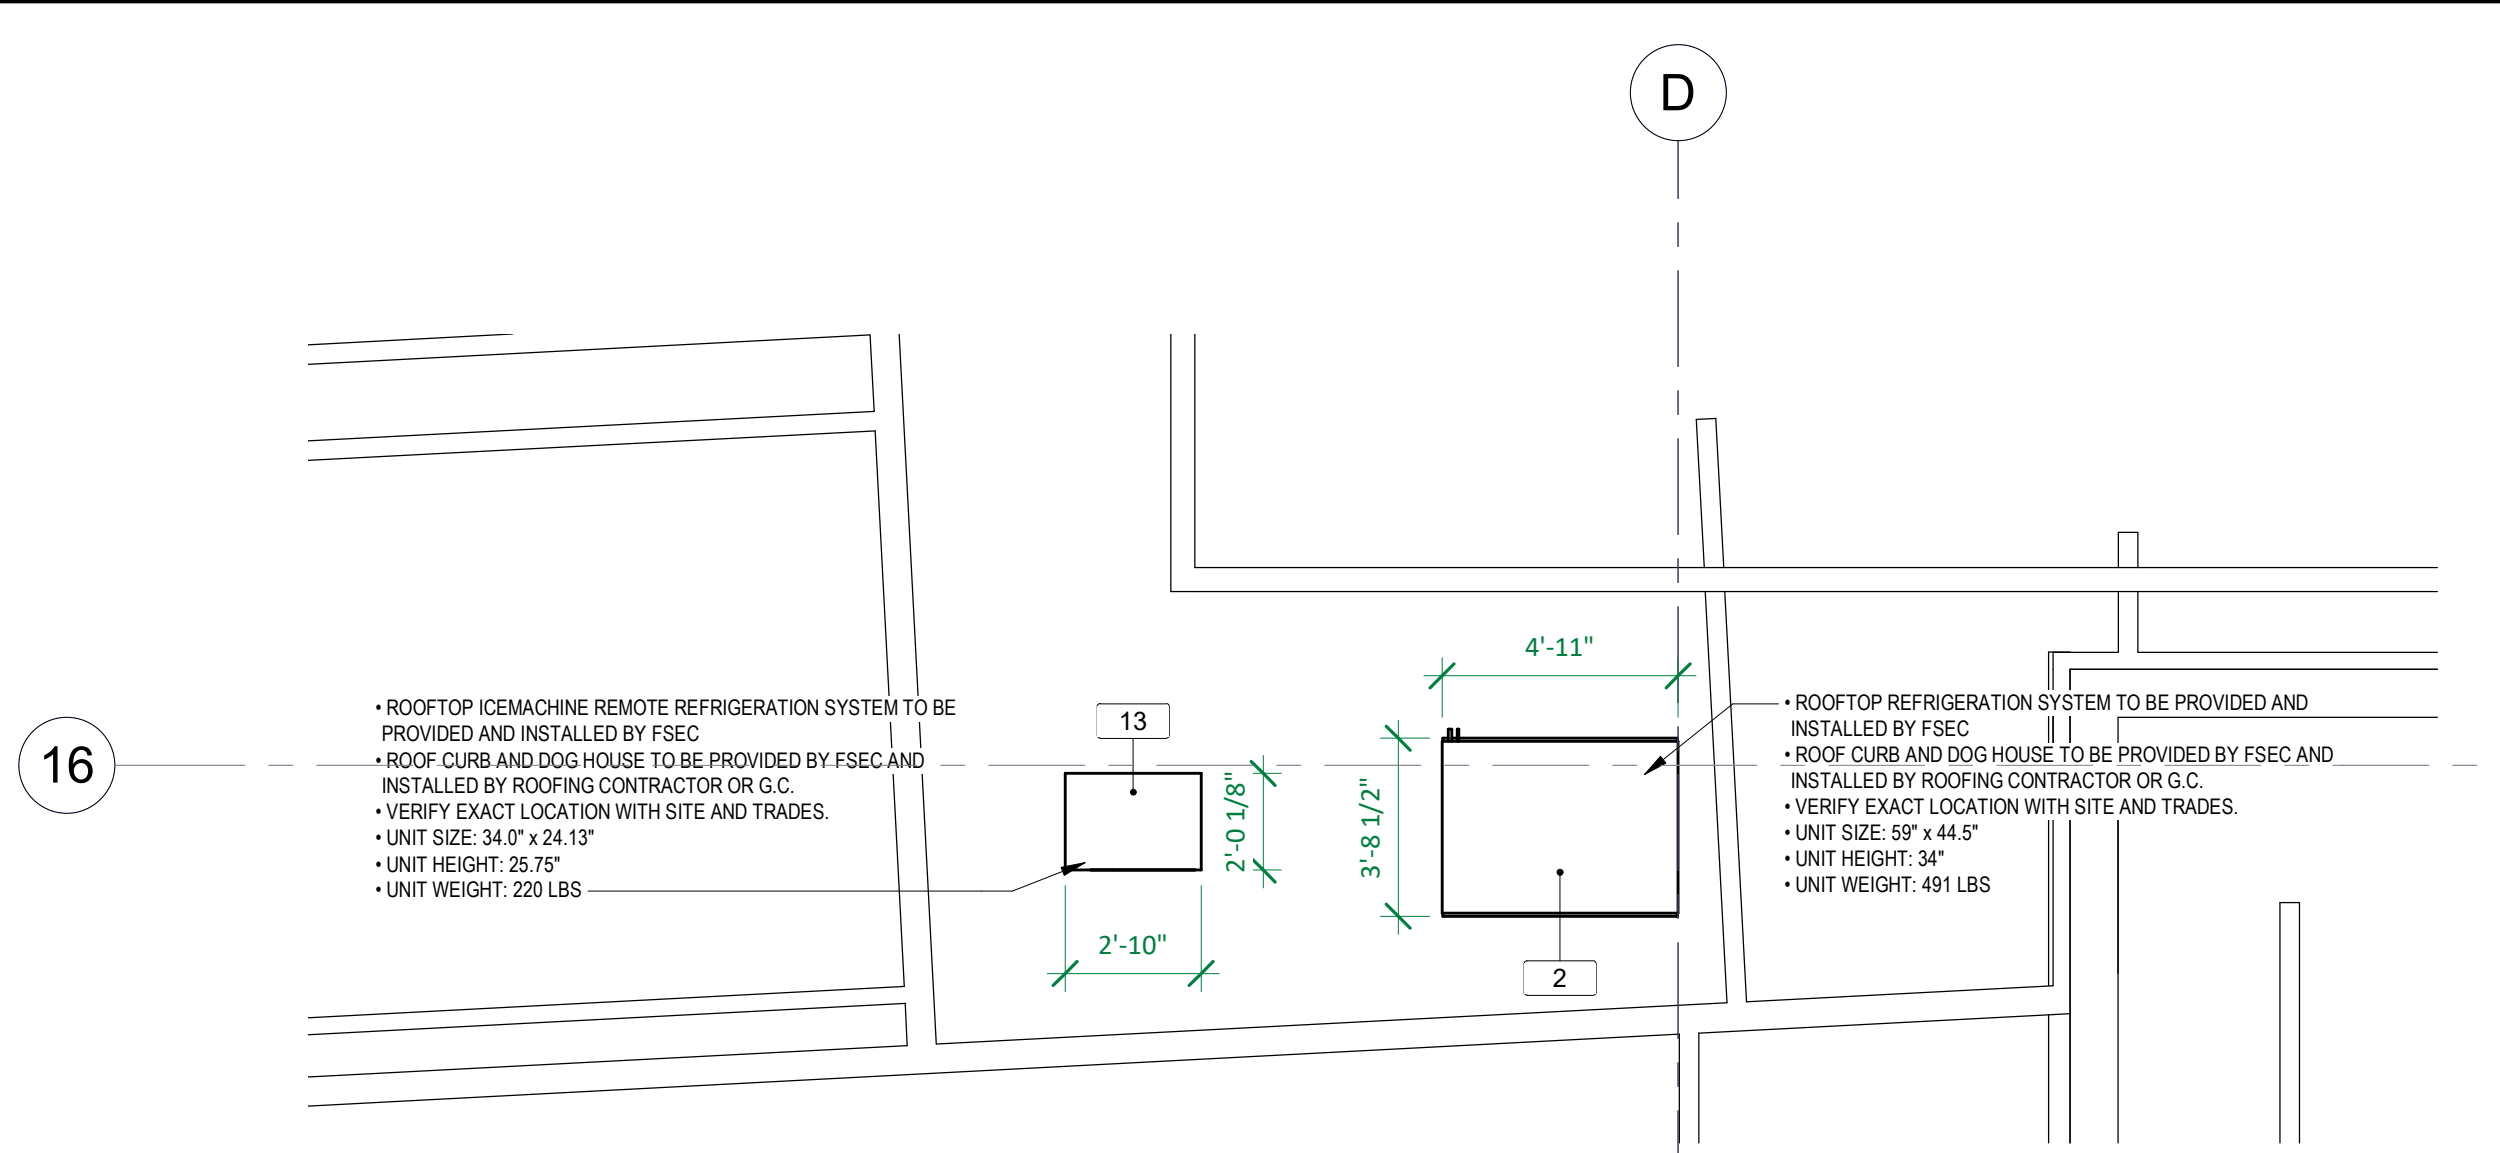 D
16
• ROOFTOP ICEMACHINE REMOTE REFRIGERATION SYSTEM TO BE
PROVIDED AND INSTALLED BY FSEC
• ROOF CURB AND DOG HOUSE TO BE PROVIDED BY FSEC AND
INSTALLED BY ROOFING CONTRACTOR OR G.C.
• VERIFY EXACT LOCATION WITH SITE AND TRADES.
• UNIT SIZE: 34.0" x 24.13"
• UNIT HEIGHT: 25.75"
• UNIT WEIGHT: 220 LBS
13
2'-0 1/8"
2'-10"
4'-11"
3'-8 1/2"
2
• ROOFTOP REFRIGERATION SYSTEM TO BE PROVIDED AND
INSTALLED BY FSEC
• ROOF CURB AND DOG HOUSE TO BE PROVIDED BY FSEC AND
INSTALLED BY ROOFING CONTRACTOR OR G.C.
• VERIFY EXACT LOCATION WITH SITE AND TRADES.
• UNIT SIZE: 59" x 44.5"
• UNIT HEIGHT: 34"
• UNIT WEIGHT: 491 LBS